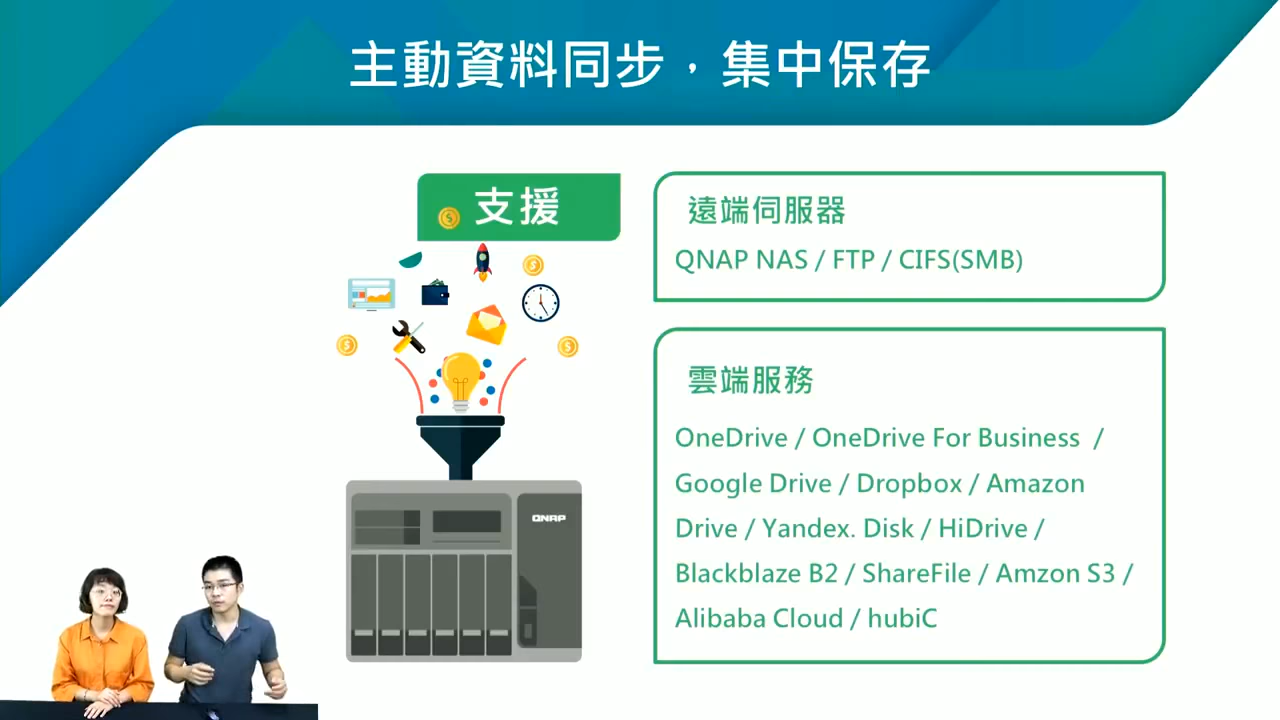 主動資料同步，集中保存
支援
遠端伺服器
QNAP NAS / FTP / CIFS(SMB)
雲端服務
OneDrive / OneDrive For Business /
Google Drive / Dropbox / Amazon
Drive / Yandex. Disk / HiDrive /
Blackblaze B2 / ShareFile / Amzon S3 /
Alibaba Cloud / hubiC
QNAP